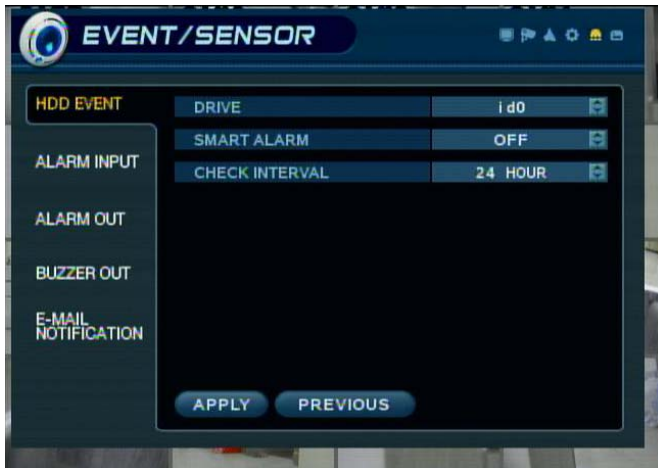 EVENT/SENSOR
HDD EVENT
ALARM INPUT
ALARM OUT
BUZZER OUT
E-MAIL
NOTIFICATION
DRIVE id0
SMART ALARM OFF
CHECK INTERVAL 24 HOUR
APPLY PREVIOUS